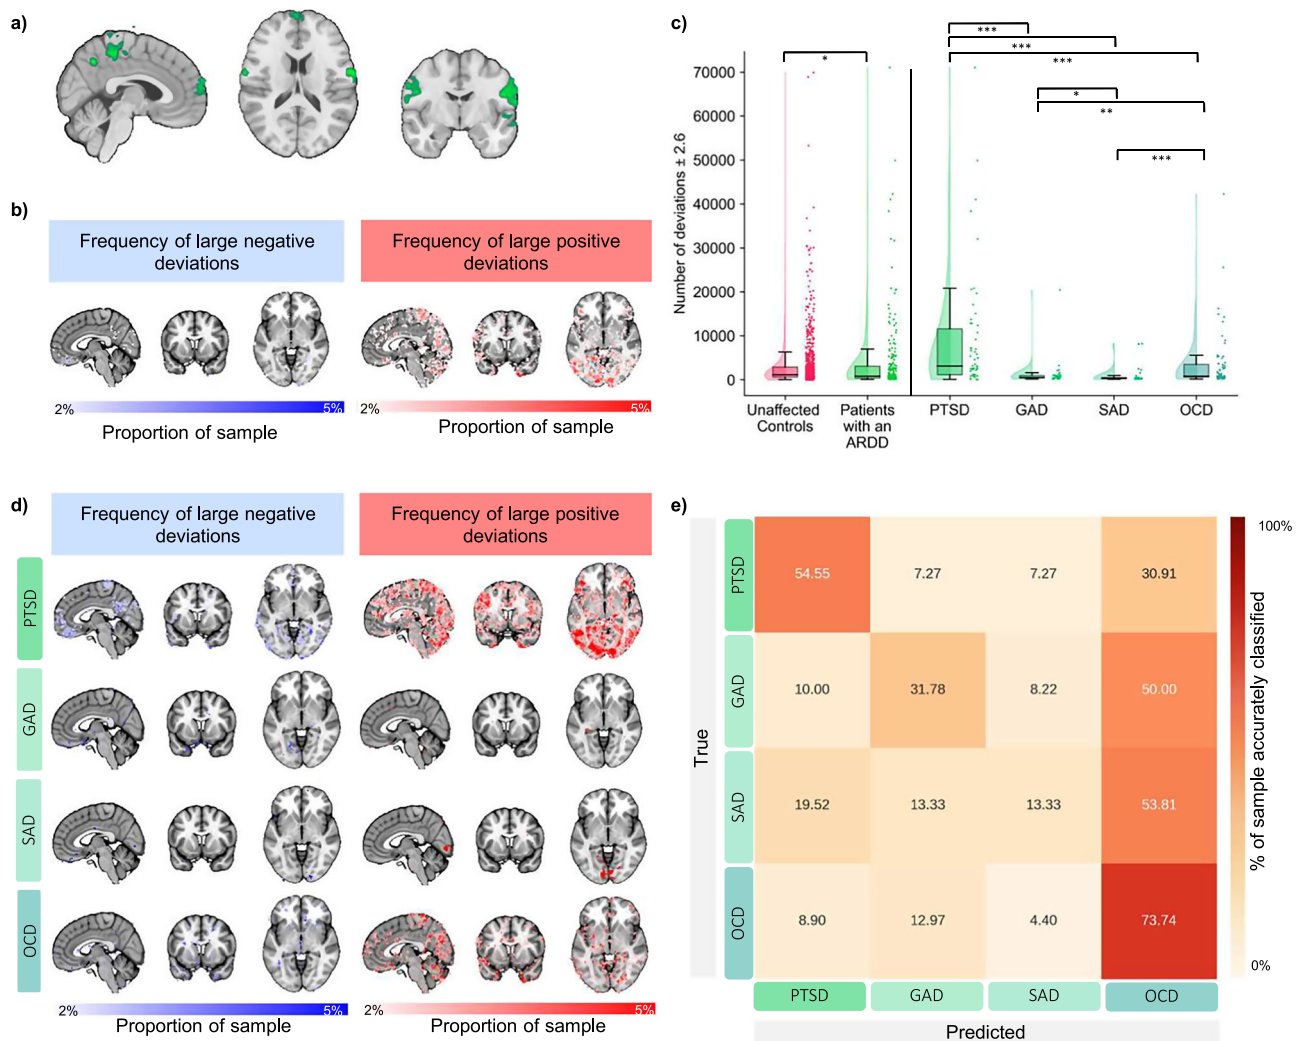 a)
b)
Frequency of large negative
deviations
Frequency of large positive
deviations
2%
5%
Proportion of sample
2%
5%
Proportion of sample
c)
***
***
***
*
*
**
***
Number of deviations ± 2.6
70000
60000
50000
40000
30000
20000
10000
0
Unaffected
Controls
Patients
with an
ARDD
PTSD
GAD
SAD
OCD
d)
Frequency of large negative
deviations
Frequency of large positive
deviations
PTSD
GAD
SAD
OCD
2%
5%
Proportion of sample
2%
5%
Proportion of sample
e)
True
PTSD
54.55
7.27
7.27
30.91
GAD
10.00
31.78
8.22
50.00
SAD
19.52
13.33
13.33
53.81
OCD
8.90
12.97
4.40
73.74
PTSD
GAD
SAD
OCD
Predicted
100%
0%
% of sample accurately classified